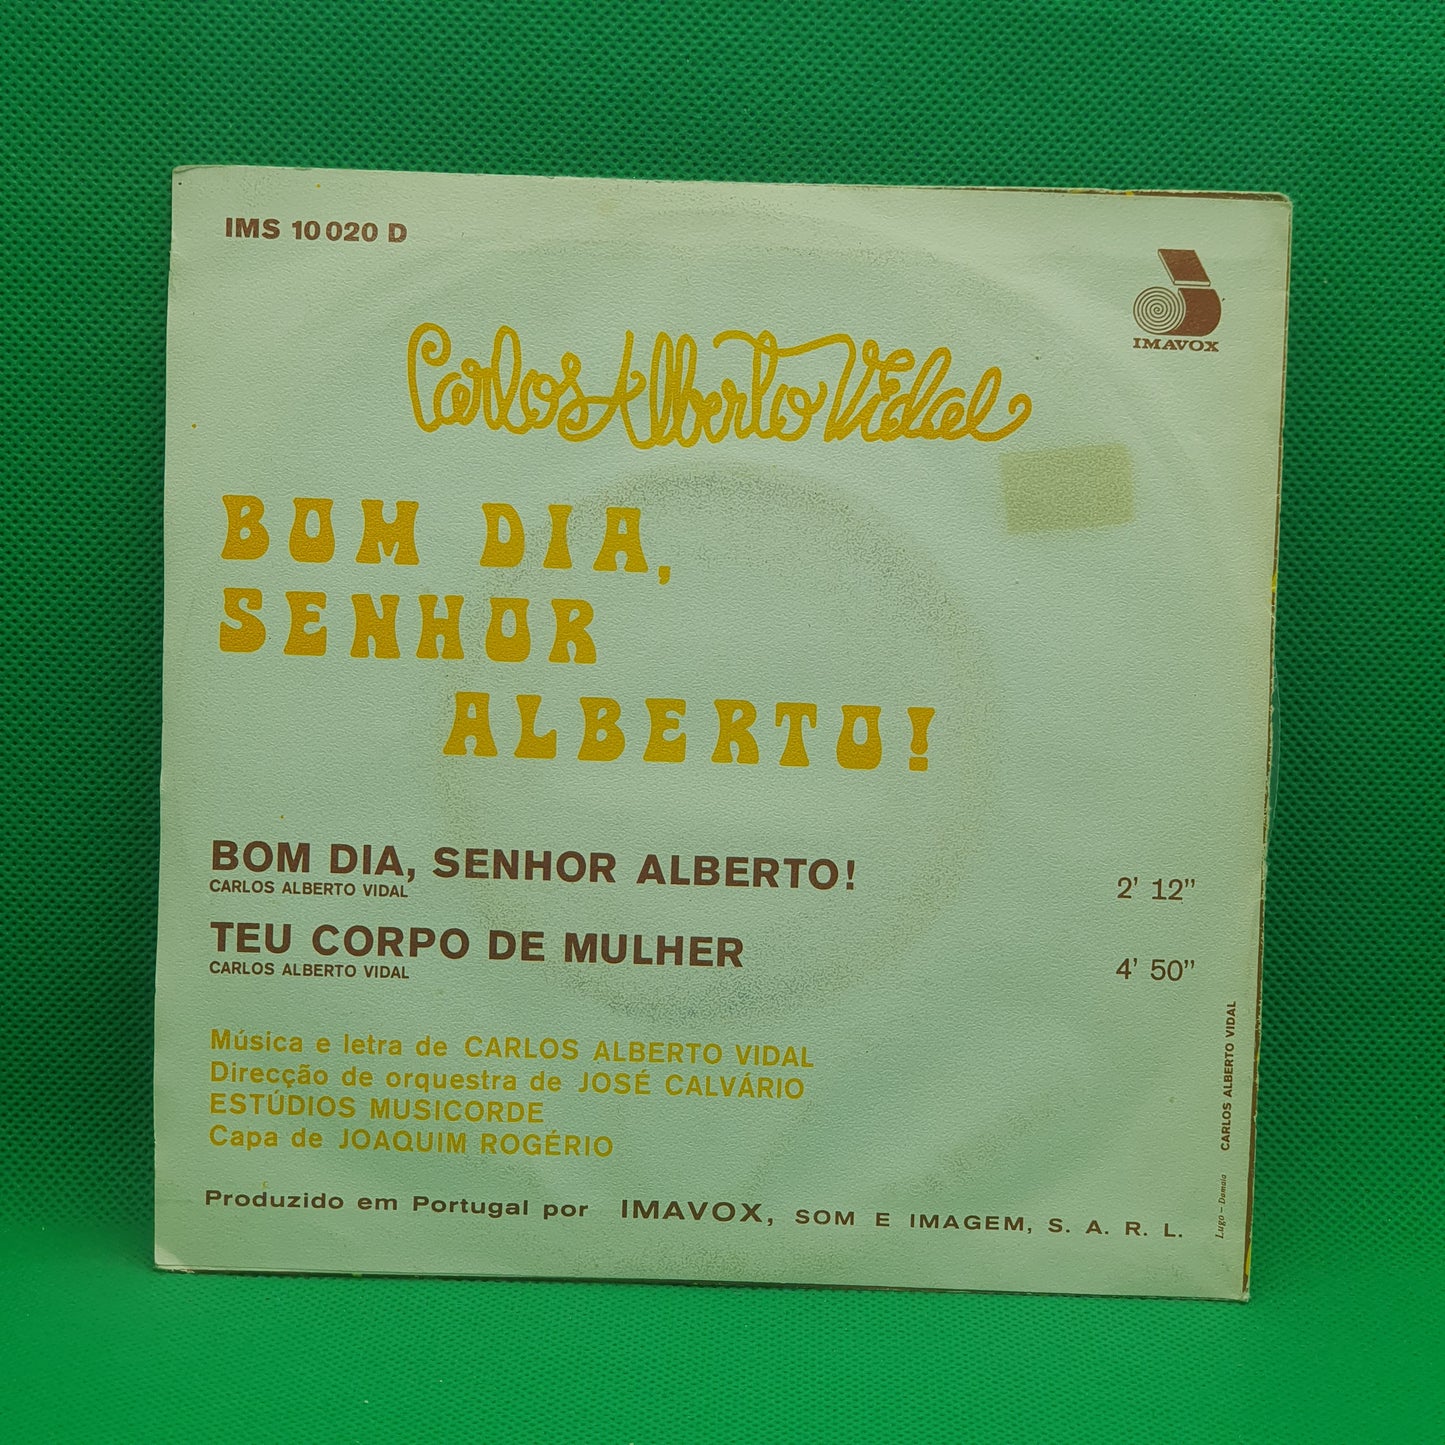 IMS 10 020 D
IMAVOX
Carlos Alberto Vidal
BOM DIA,
SENHOR
ALBERTO!
BOM DIA, SENHOR ALBERTO! 2' 12"
CARLOS ALBERTO VIDAL
TEU CORPO DE MULHER 4' 50"
CARLOS ALBERTO VIDAL
Música e letra de CARLOS ALBERTO VIDAL
Direcção de orquestra de JOSÉ CALVÁRIO
ESTÚDIOS MUSICORDE
Capa de JOAQUIM ROGÉRIO
Produzido em Portugal por IMAVOX, SOM E IMAGEM, S. A. R. L.
Lugo – Damaia CARLOS ALBERTO VIDAL